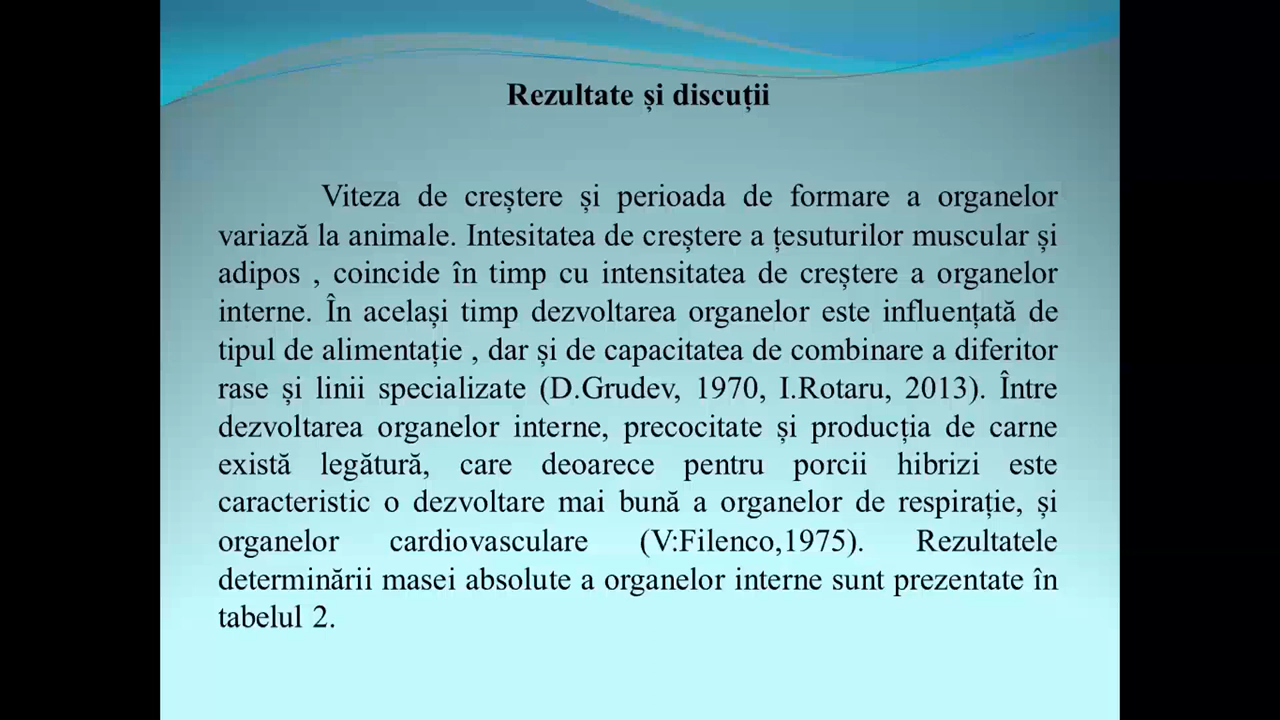 Rezultate și discuții
Viteza de creștere și perioada de formare a organelor
variază la animale. Intesitatea de creștere a țesuturilor muscular și
adipos , coincide în timp cu intensitatea de creștere a organelor
interne. În același timp dezvoltarea organelor este influențată de
tipul de alimentație , dar și de capacitatea de combinare a diferitor
rase și linii specializate (D.Grudev, 1970, I.Rotaru, 2013). Între
dezvoltarea organelor interne, precocitate și producția de carne
există legătură, care deoarece pentru porcii hibrizi este
caracteristic o dezvoltare mai bună a organelor de respirație, și
organelor cardiovasculare (V:Filenco,1975). Rezultatele
determinării masei absolute a organelor interne sunt prezentate în
tabelul 2.